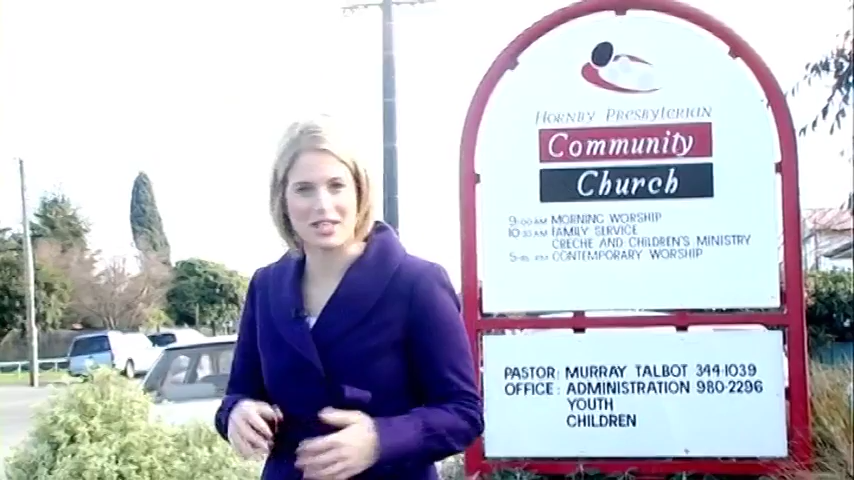 HORNBY PRESBYTERIAN
Community
Church
9:00 AM MORNING WORSHIP
10:30 AM FAMILY SERVICE
CRECHE AND CHILDREN'S MINISTRY
5:45 PM CONTEMPORARY WORSHIP
PASTOR: MURRAY TALBOT 344-1039
OFFICE: ADMINISTRATION 980-2296
YOUTH
CHILDREN